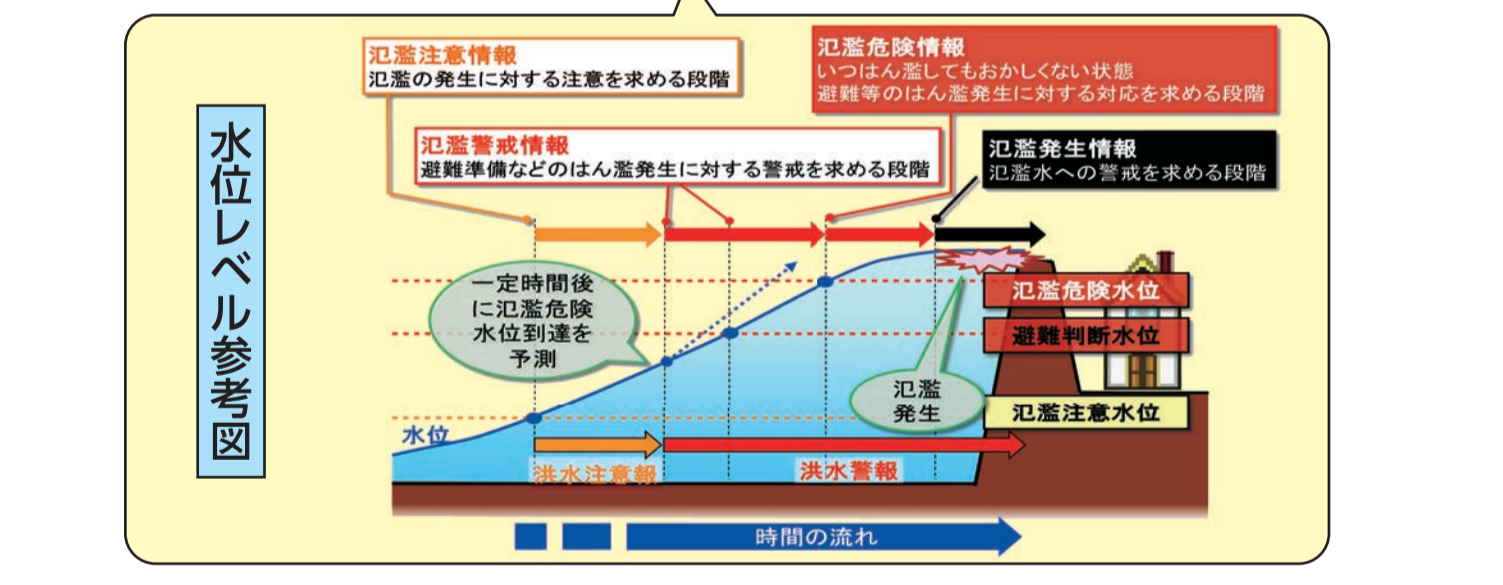 水位レベル参考図
氾濫注意情報
氾濫の発生に対する注意を求める段階
氾濫危険情報
いつはん濫してもおかしくない状態
避難等のはん濫発生に対する対応を求める段階
氾濫警戒情報
避難準備などのはん濫発生に対する警戒を求める段階
氾濫発生情報
氾濫水への警戒を求める段階
一定時間後
に氾濫危険
水位到達を
予測
氾濫危険水位
避難判断水位
氾濫
発生
氾濫注意水位
水位
洪水注意報
洪水警報
時間の流れ